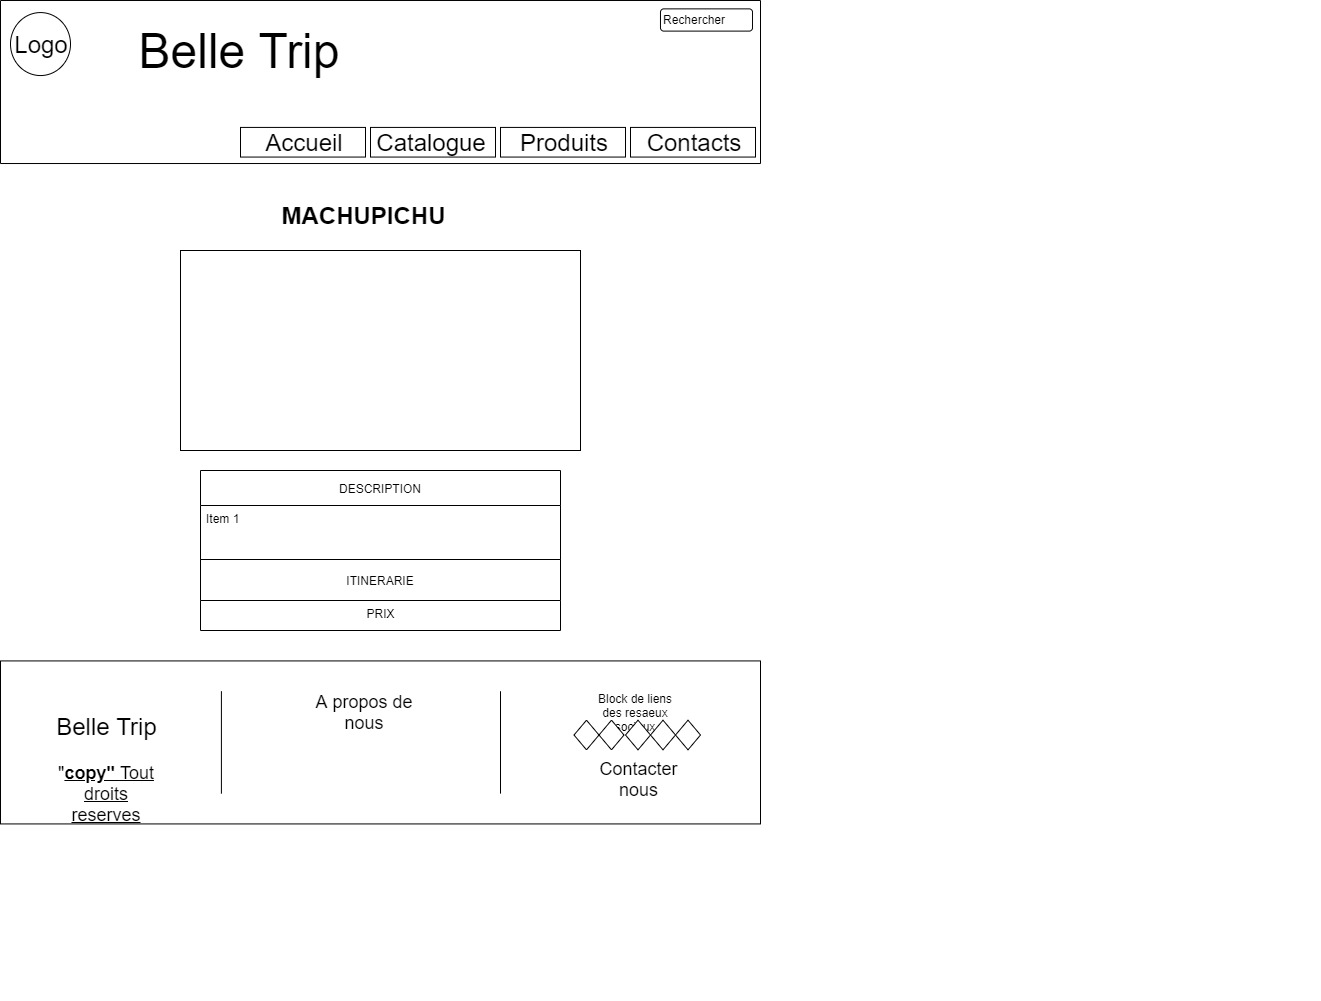 Logo
Belle Trip
Rechercher
Accueil
Catalogue
Produits
Contacts
MACHUPICHU
DESCRIPTION
Item 1
ITINERARIE
PRIX
Belle Trip
"copy" Tout
droits
reserves
A propos de
nous
Block de liens
des resaeux
Contacter
nous